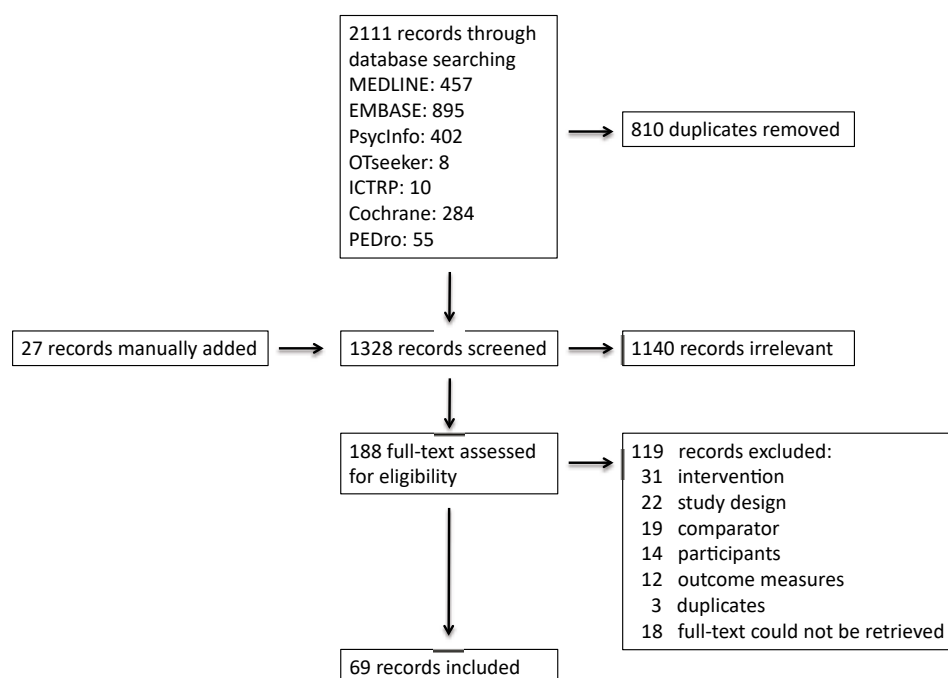 2111 records through
database searching
MEDLINE: 457
EMBASE: 895
PsycInfo: 402
OTseeker: 8
ICTRP: 10
Cochrane: 284
PEDro: 55
810 duplicates removed
27 records manually added
1328 records screened
1140 records irrelevant
188 full-text assessed
for eligibility
119 records excluded:
31 intervention
22 study design
19 comparator
14 participants
12 outcome measures
3 duplicates
18 full-text could not be retrieved
69 records included